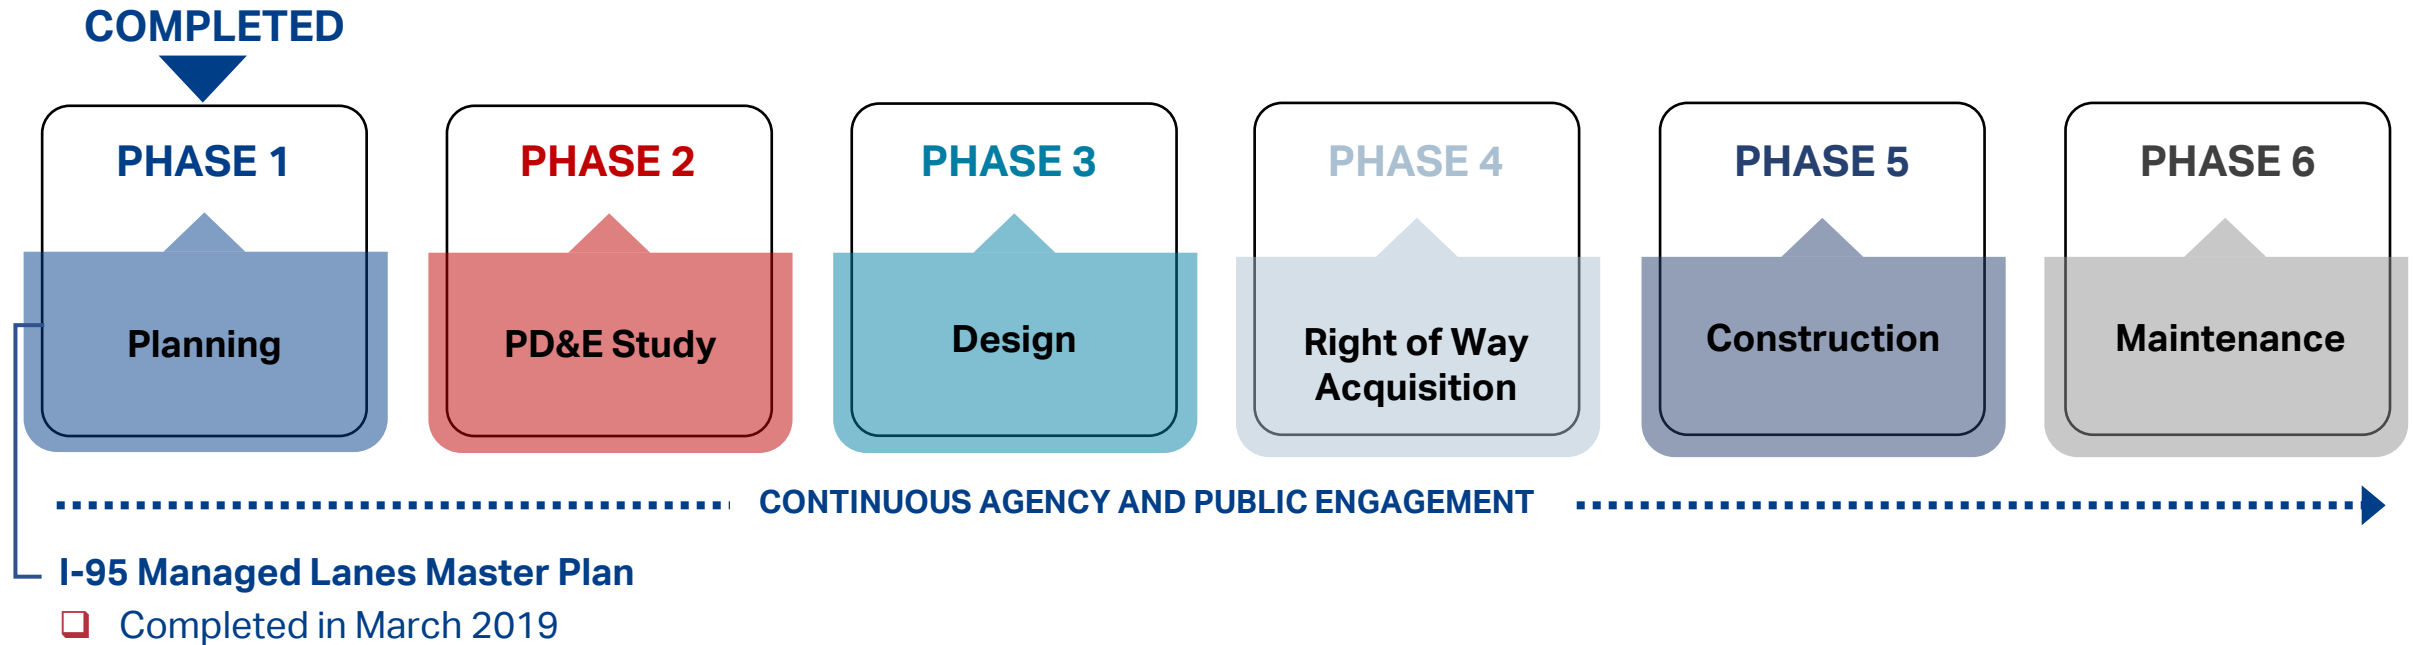 COMPLETED
PHASE 1
PHASE 2
PHASE 3
PHASE 4
PHASE 5
PHASE 6
Planning
PD&E Study
Design
Right of Way
Acquisition
Construction
Maintenance
CONTINUOUS AGENCY AND PUBLIC ENGAGEMENT
I-95 Managed Lanes Master Plan
Completed in March 2019